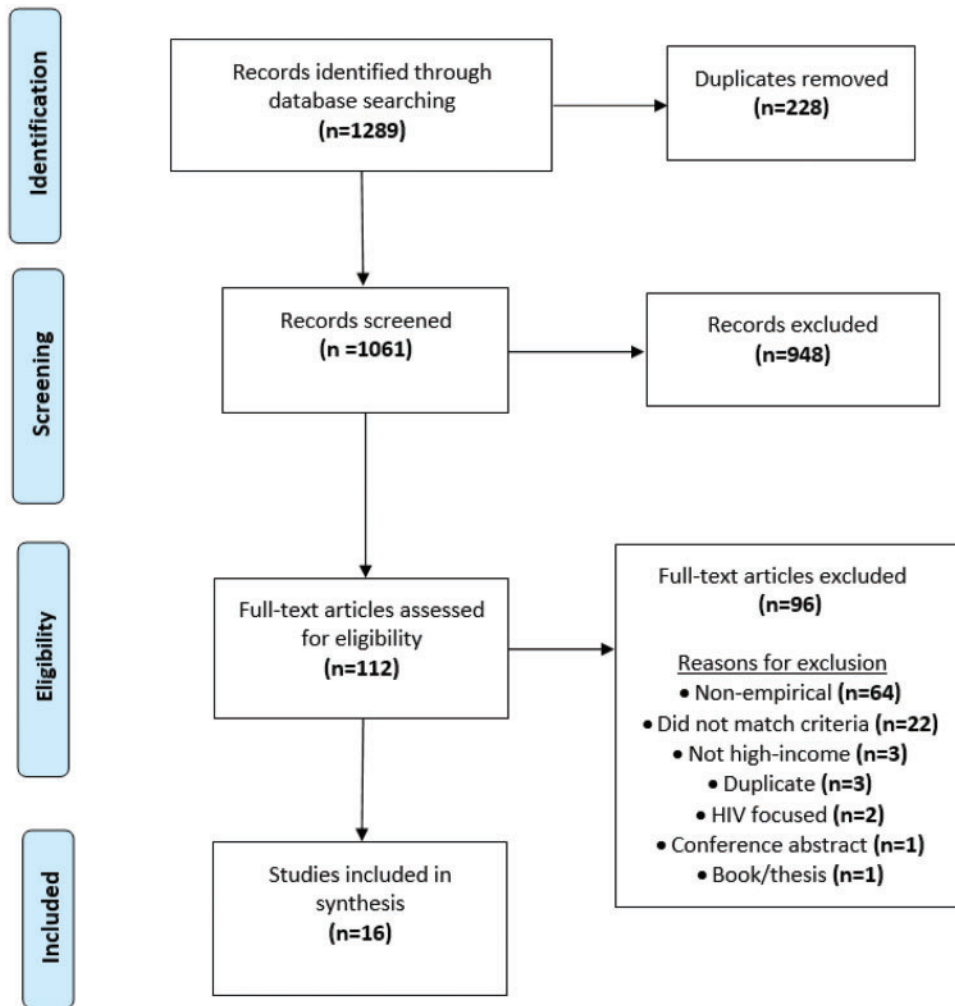 Identification
Records identified through
database searching
(n=1289)
Duplicates removed
(n=228)
Screening
Records screened
(n =1061)
Records excluded
(n=948)
Eligibility
Full-text articles assessed
for eligibility
(n=112)
Full-text articles excluded
(n=96)
Reasons for exclusion
• Non-empirical (n=64)
• Did not match criteria (n=22)
• Not high-income (n=3)
• Duplicate (n=3)
• HIV focused (n=2)
• Conference abstract (n=1)
• Book/thesis (n=1)
Included
Studies included in
synthesis
(n=16)